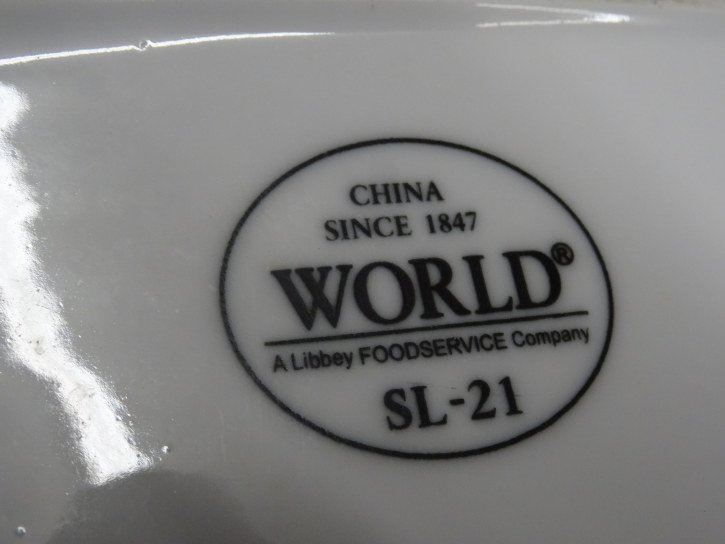 CHINA
SINCE 1847
WORLD®
A Libbey FOODSERVICE Company
SL-21